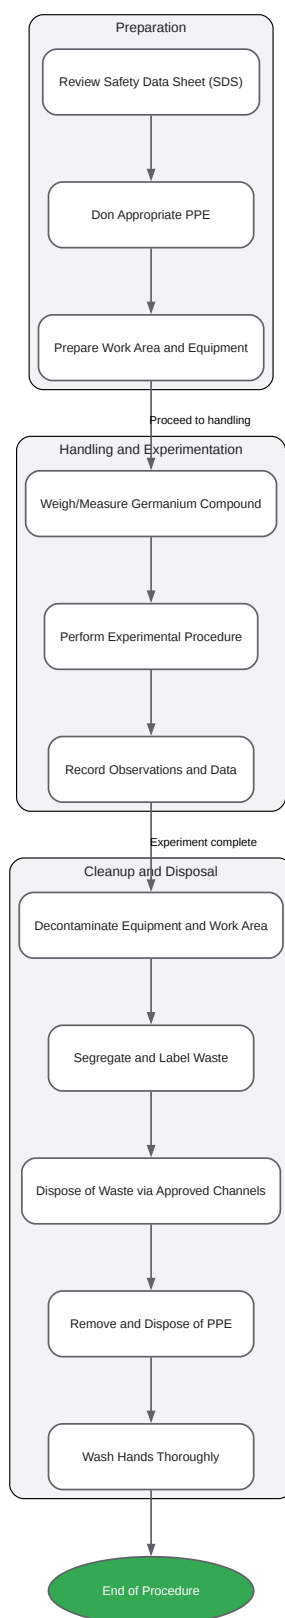 Preparation
Review Safety Data Sheet (SDS)
Don Appropriate PPE
Prepare Work Area and Equipment
Proceed to handling
Handling and Experimentation
Weigh/Measure Germanium Compound
Perform Experimental Procedure
Record Observations and Data
Experiment complete
Cleanup and Disposal
Decontaminate Equipment and Work Area
Segregate and Label Waste
Dispose of Waste via Approved Channels
Remove and Dispose of PPE
Wash Hands Thoroughly
End of Procedure